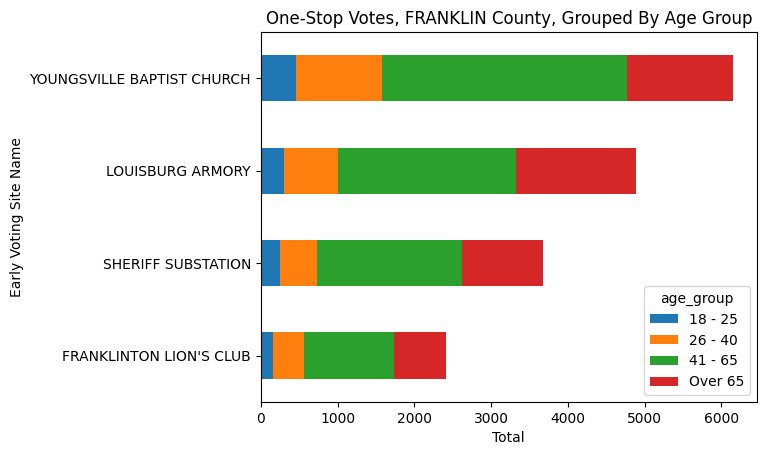 One-Stop Votes, FRANKLIN County, Grouped By Age Group
Early Voting Site Name
YOUNGSVILLE BAPTIST CHURCH
LOUISBURG ARMORY
SHERIFF SUBSTATION
FRANKLINTON LION'S CLUB
age_group
18 - 25
26 - 40
41 - 65
Over 65
0 1000 2000 3000 4000 5000 6000
Total